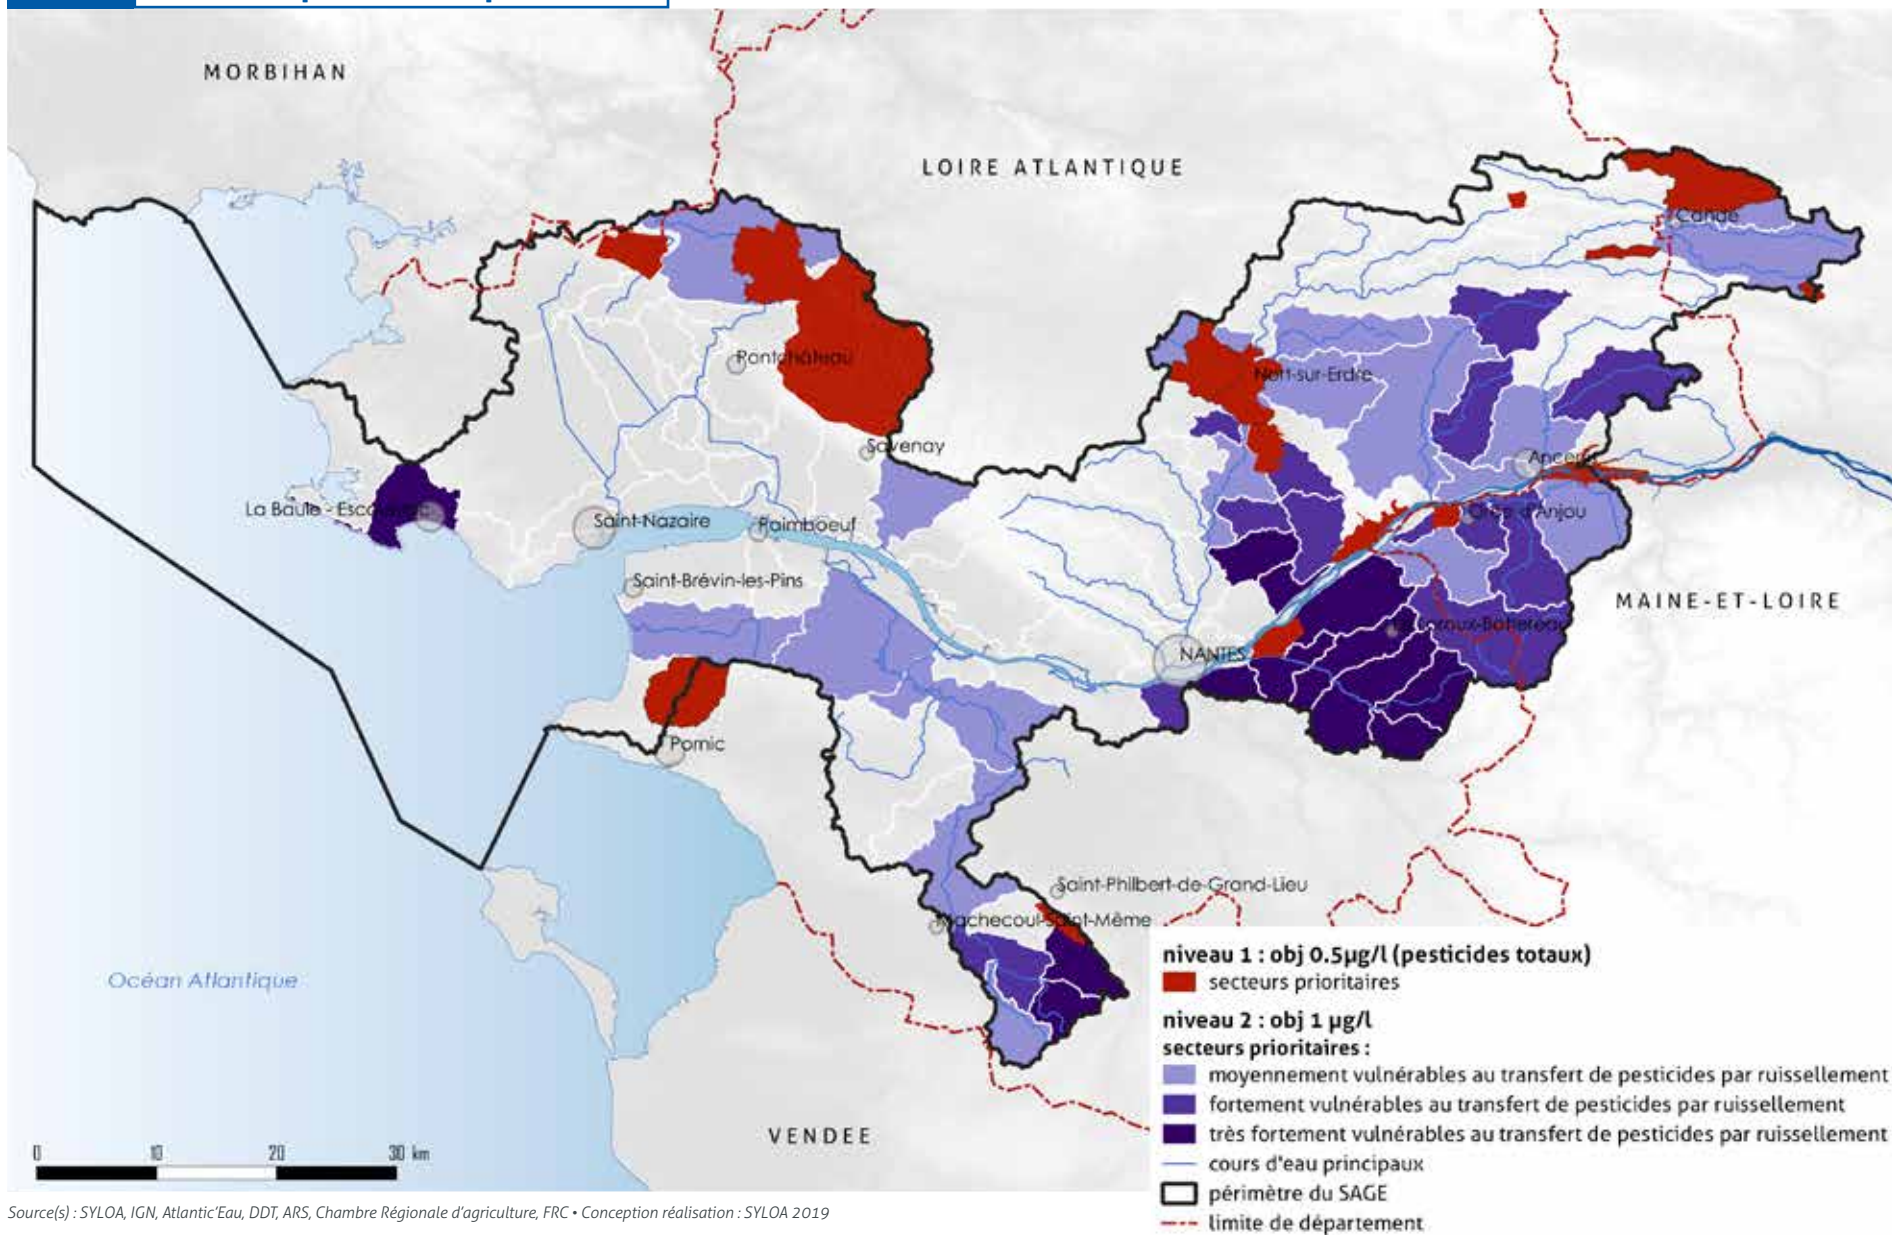 MORBIHAN
LOIRE ATLANTIQUE
Candé
Pontchâteau
Nort-sur-Erdre
Savenay
Ancenis
La Baule - Escoublac
Saint-Nazaire
Paimboeuf
Orée d'Anjou
Saint-Brévin-les-Pins
MAINE-ET-LOIRE
Le Loroux-Bottereau
NANTES
Pornic
Saint-Philbert-de-Grand-Lieu
Machecoul-Saint-Même
Océan Atlantique
VENDEE
niveau 1 : obj 0.5µg/l (pesticides totaux)
secteurs prioritaires
niveau 2 : obj 1 µg/l
secteurs prioritaires :
moyennement vulnérables au transfert de pesticides par ruissellement
fortement vulnérables au transfert de pesticides par ruissellement
très fortement vulnérables au transfert de pesticides par ruissellement
cours d'eau principaux
périmètre du SAGE
limite de département
0 10 20 30 km
Source(s) : SYLOA, IGN, Atlantic'Eau, DDT, ARS, Chambre Régionale d'agriculture, FRC • Conception réalisation : SYLOA 2019